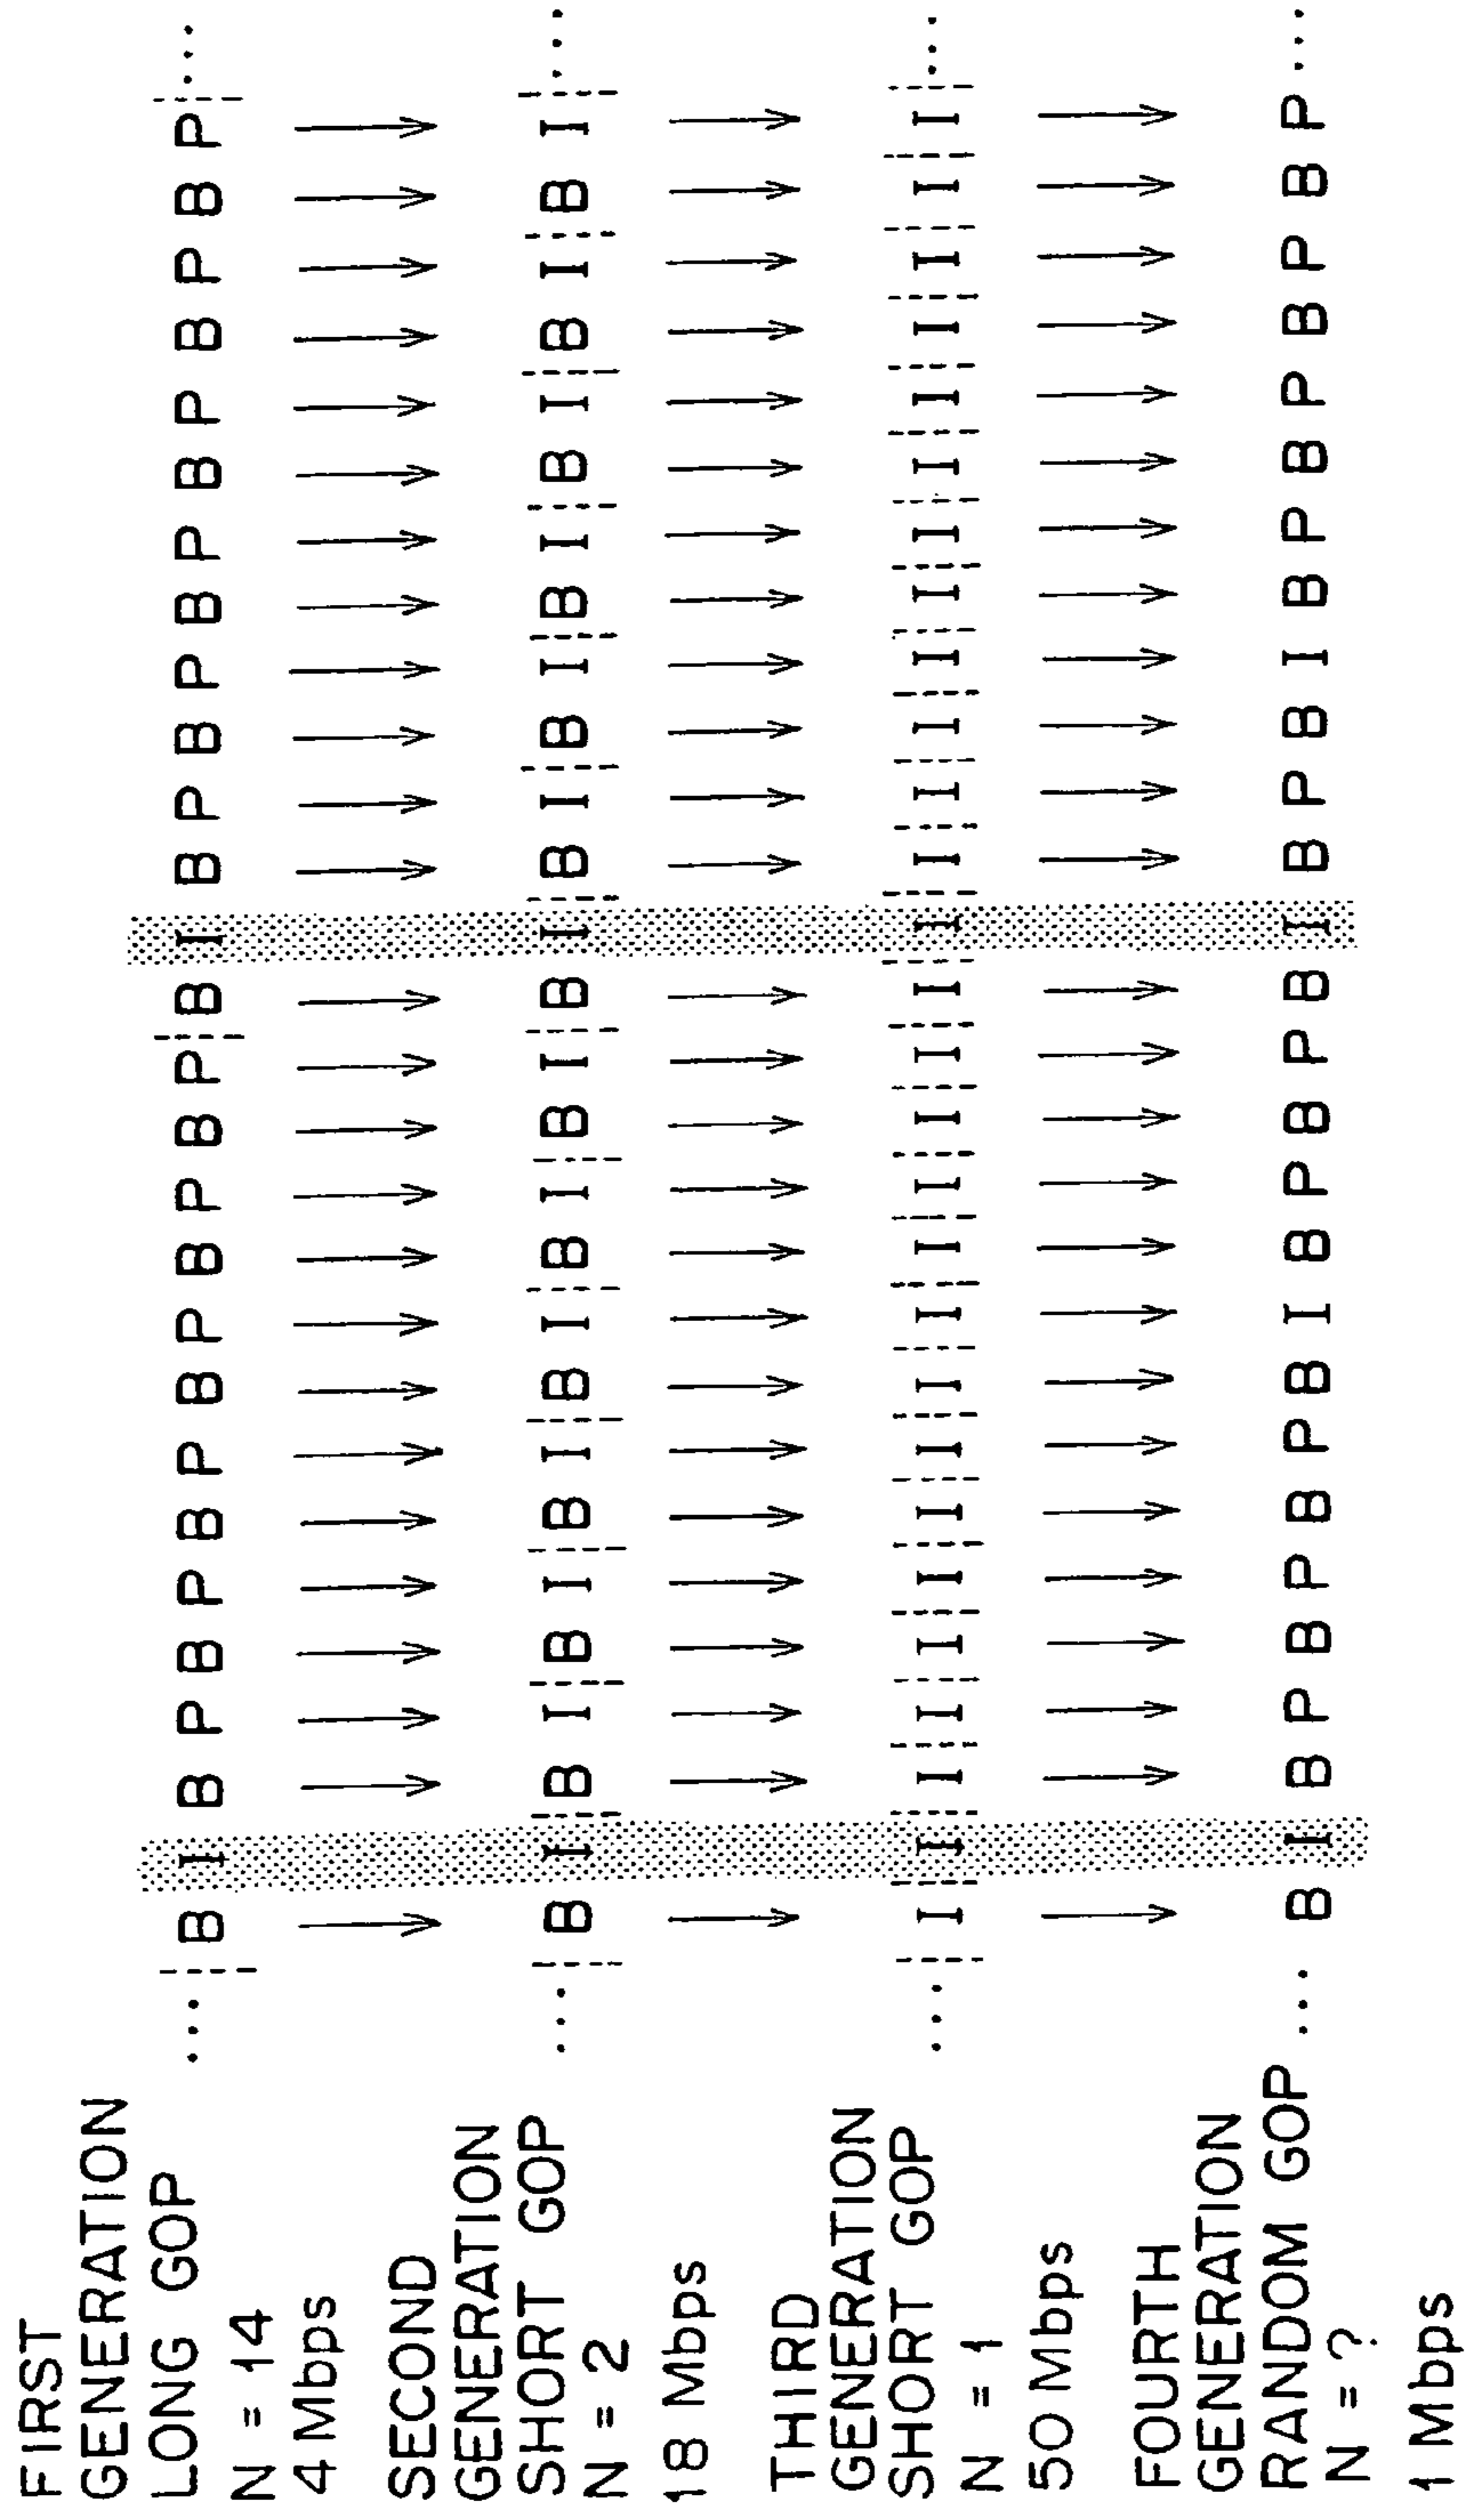 FIRST
GENERATION
LONG GOP ... B I B P B P B P B P B P B P B I B P B P B P B P B P B P ...
N = 14
4 Mbps
SECOND
GENERATION
SHORT GOP ... B I B I B I B I B I B I B I B I B I B I B I B I B I B I ...
N = 2
18 Mbps
THIRD
GENERATION
SHORT GOP ... I I I I I I I I I I I I I I I I I I I I I I I I I I I I ...
N = 1
50 Mbps
FOURTH
GENERATION
RANDOM GOP ... B I B P B P B P B I B P B P B I B P B I B P B P B P B P ...
N = ?
1 Mbps